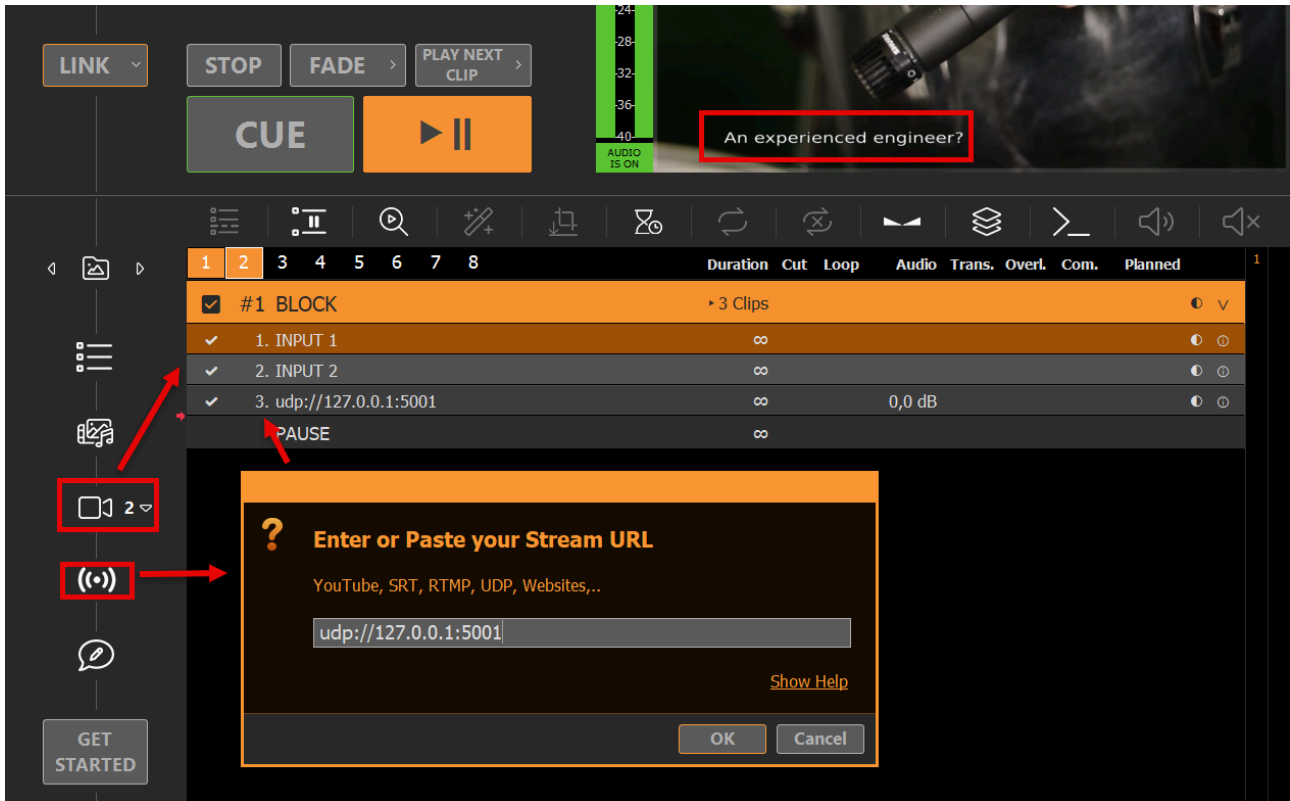 -24-
-28-
-32-
-36-
-40-
AUDIO
IS ON
An experienced engineer?
LINK
STOP
FADE
PLAY NEXT
CLIP
CUE
1 2 3 4 5 6 7 8
Duration Cut Loop Audio Trans. Overl. Com. Planned
1
#1 BLOCK 3 Clips
1. INPUT 1 ∞
2. INPUT 2 ∞
3. udp://127.0.0.1:5001 ∞ 0,0 dB
PAUSE ∞
2
?
Enter or Paste your Stream URL
YouTube, SRT, RTMP, UDP, Websites,..
udp://127.0.0.1:5001
Show Help
OK
Cancel
GET
STARTED